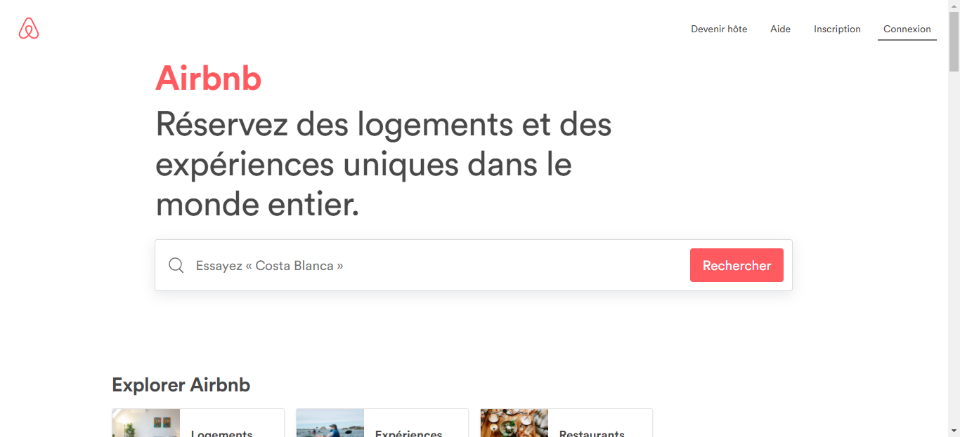 Devenir hôte Aide Inscription Connexion
Airbnb
Réservez des logements et des
expériences uniques dans le
monde entier.
Essayez « Costa Blanca »
Rechercher
Explorer Airbnb
Logements
Expériences
Restaurants